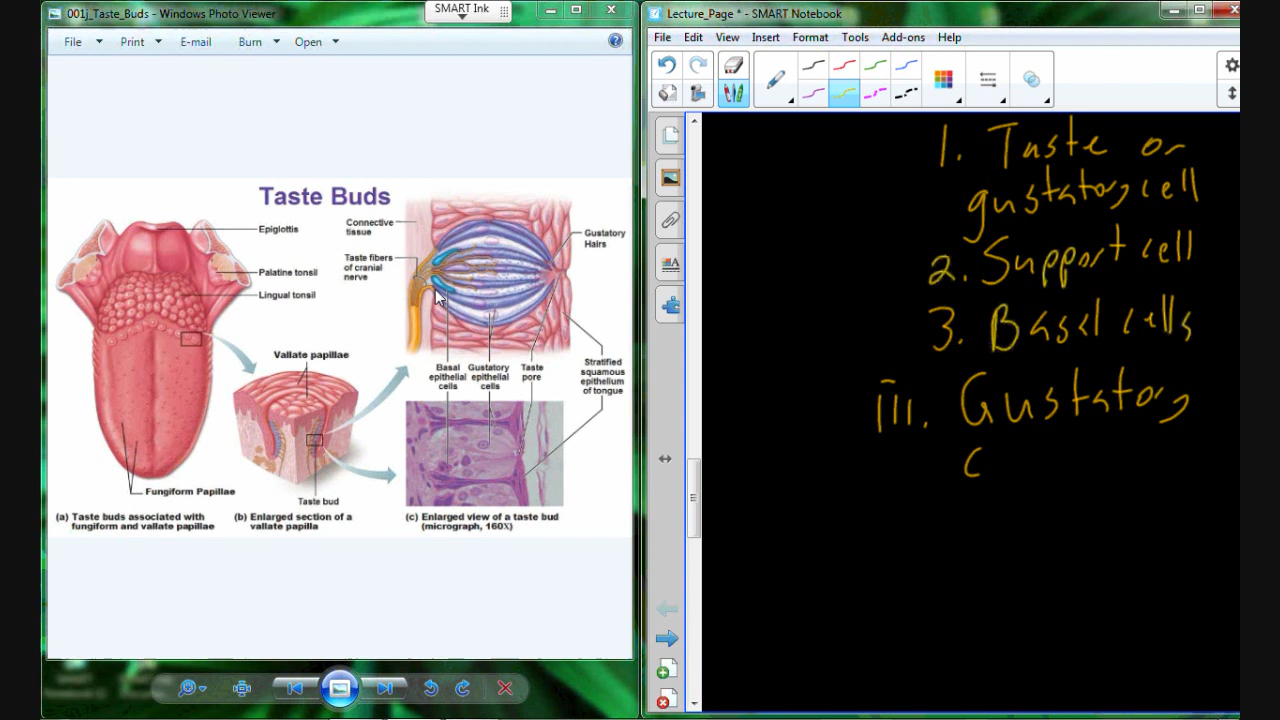 001j_Taste_Buds - Windows Photo Viewer
SMART Ink
File Print E-mail Burn Open
Taste Buds
Epiglottis
Palatine tonsil
Lingual tonsil
Connective
tissue
Taste fibers
of cranial
nerve
Gustatory
Hairs
Vallate papillae
Basal
epithelial
cells
Gustatory
epithelial
cells
Taste
pore
Stratified
squamous
epithelium
of tongue
Fungiform Papillae
Taste bud
(a) Taste buds associated with
fungiform and vallate papillae
(b) Enlarged section of a
vallate papilla
(c) Enlarged view of a taste bud
(micrograph, 160X)
Lecture_Page * - SMART Notebook
File Edit View Insert Format Tools Add-ons Help
1. Taste or
gustatory cell
2. Support cell
3. Basal cells
iii. Gustatory
C